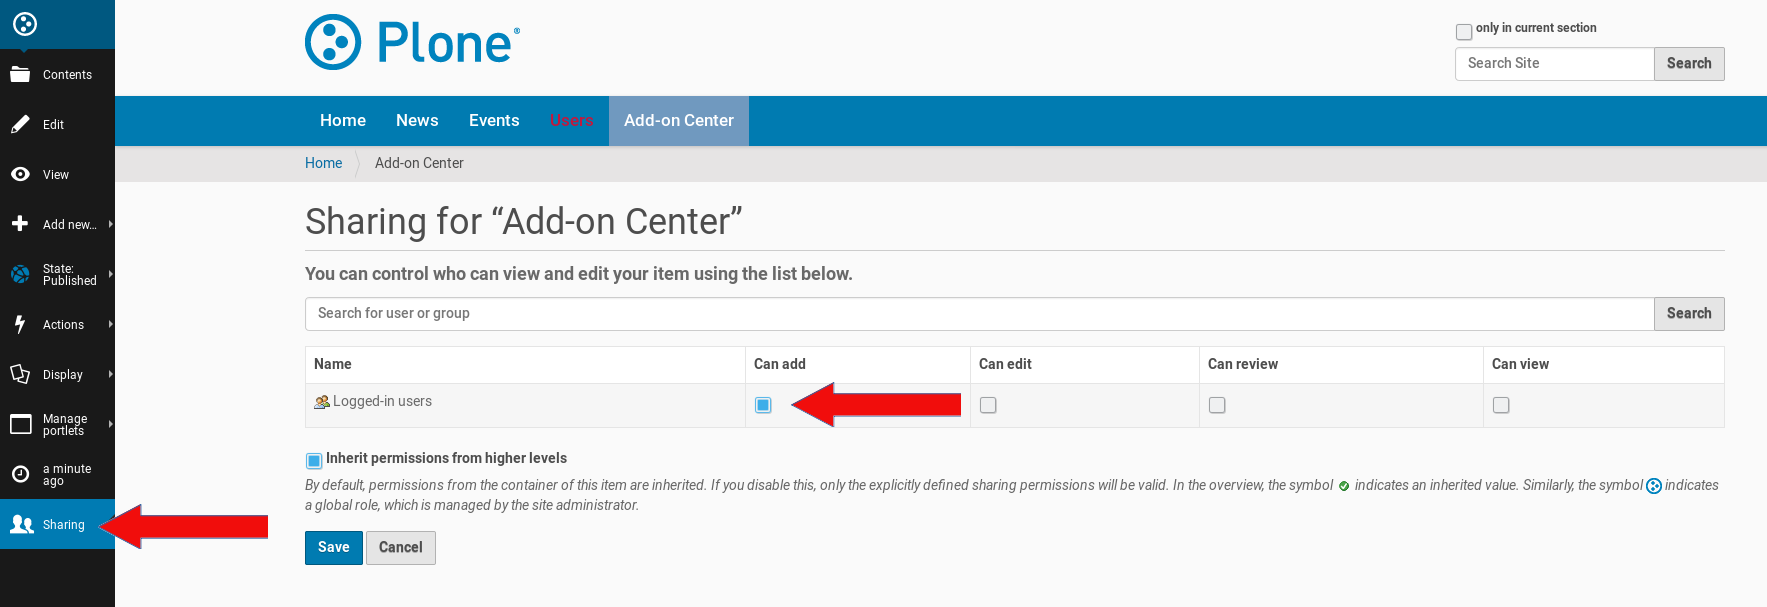 Plone®
only in current section
Search Site
Search
Contents
Edit
View
Add new...
State:
Published
Actions
Display
Manage
portlets
a minute
ago
Sharing
Home
News
Events
Users
Add-on Center
Home
Add-on Center
Sharing for “Add-on Center”
You can control who can view and edit your item using the list below.
Search for user or group
Search
Name
Can add
Can edit
Can review
Can view
Logged-in users
Inherit permissions from higher levels
By default, permissions from the container of this item are inherited. If you disable this, only the explicitly defined sharing permissions will be valid. In the overview, the symbol indicates an inherited value. Similarly, the symbol indicates
a global role, which is managed by the site administrator.
Save
Cancel